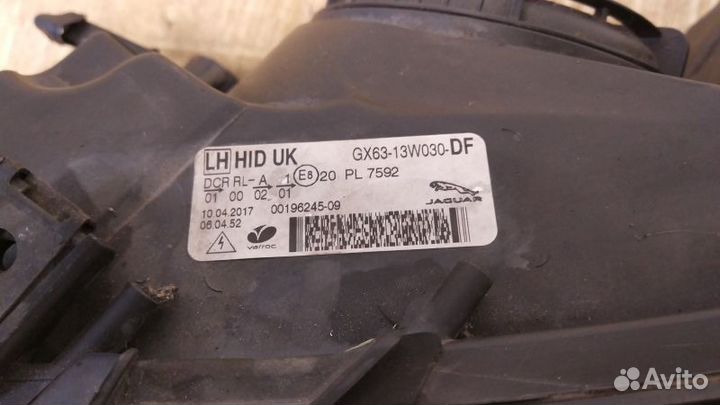 LH HID UK GX63-13W030-DF
DCR RL- A 1 E8 20 PL 7592
01 00 02 01
10.04.2017 00196245-09
06.04.52
JAGUAR
varroc
Avito